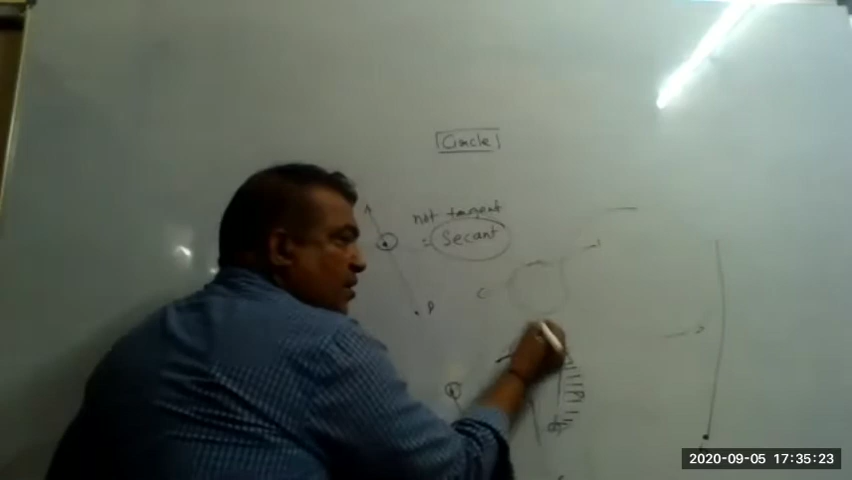 Circle
A
not tangent
= Secant
P
C
2020-09-05 17:35:23